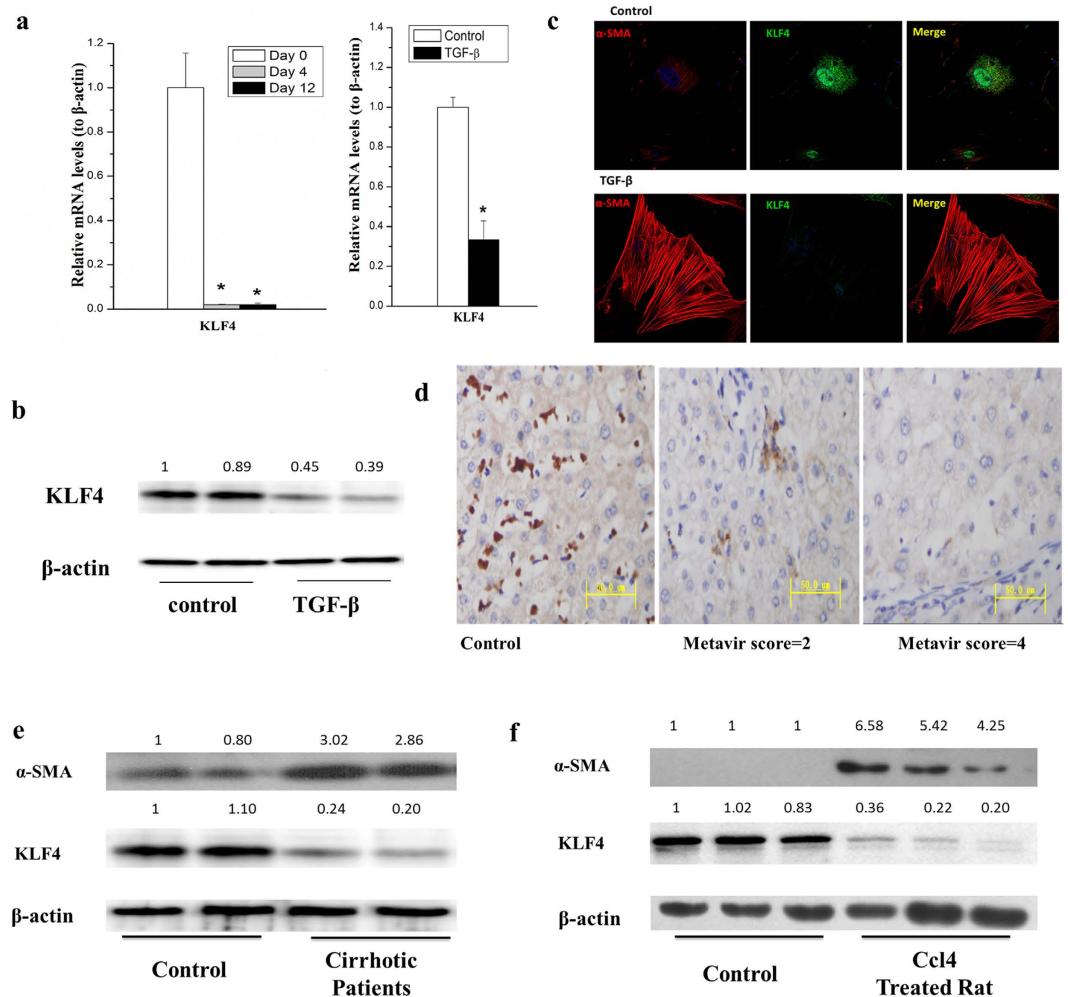 a
Relative mRNA levels (to β-actin)
1.2
1.0
0.8
0.6
0.4
0.2
0.0
Day 0
Day 4
Day 12
*
*
KLF4
Control
TGF-β
Relative mRNA levels (to β-actin)
1.4
1.2
1.0
0.8
0.6
0.4
0.2
0.0
*
KLF4
c
Control
α-SMA
KLF4
Merge
TGF-β
α-SMA
KLF4
Merge
b
1 0.89 0.45 0.39
KLF4
β-actin
control TGF-β
d
50.0 um
50.0 um
Control Metavir score=2 Metavir score=4
e
1 0.80 3.02 2.86
α-SMA
1 1.10 0.24 0.20
KLF4
β-actin
Control
Cirrhotic
Patients
f
1 1 1 6.58 5.42 4.25
α-SMA
1 1.02 0.83 0.36 0.22 0.20
KLF4
β-actin
Control
Ccl4
Treated Rat